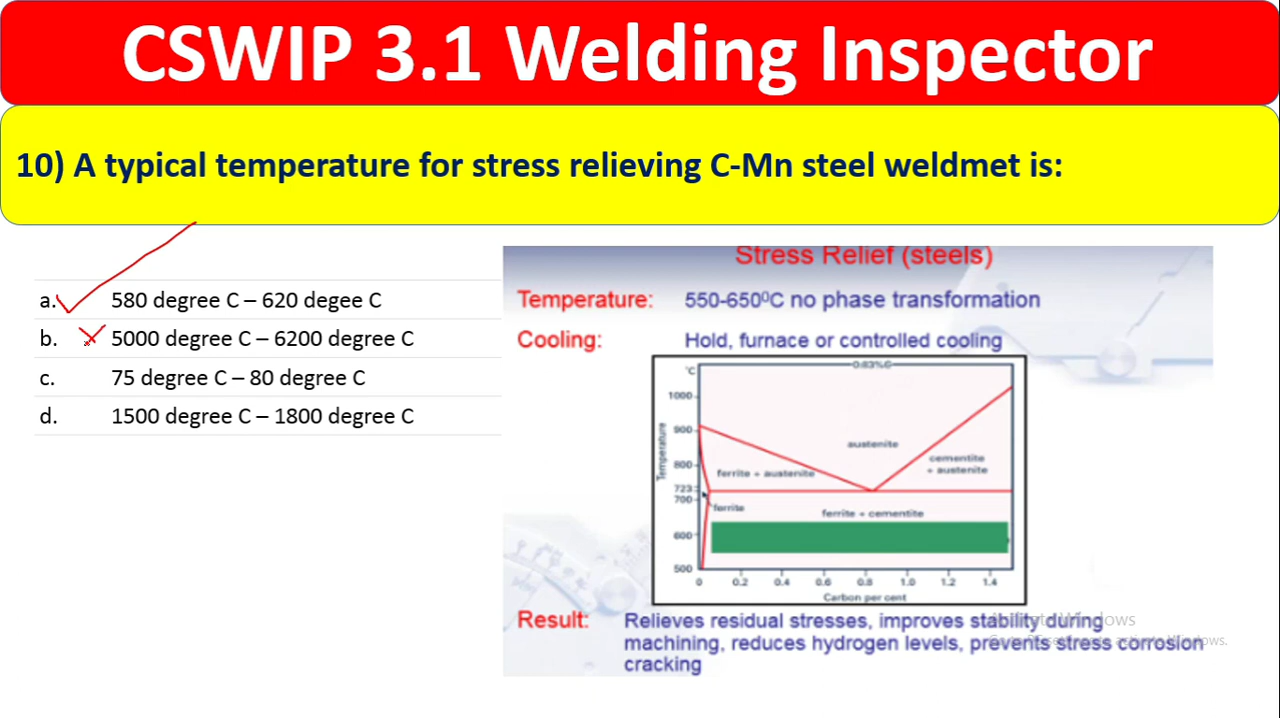 CSWIP 3.1 Welding Inspector
10) A typical temperature for stress relieving C-Mn steel weldmet is:
a. 580 degree C – 620 degee C
b. 5000 degree C – 6200 degree C
c. 75 degree C – 80 degree C
d. 1500 degree C – 1800 degree C
Stress Relief (steels)
Temperature: 550-650⁰C no phase transformation
Cooling: Hold, furnace or controlled cooling
0.83%C
°C
1000
900
austenite
cementite
+ austenite
800
ferrite + austenite
723
700
ferrite
ferrite + cementite
600
500
Temperature
0 0.2 0.4 0.6 0.8 1.0 1.2 1.4
Carbon per cent
Result: Relieves residual stresses, improves stability during
machining, reduces hydrogen levels, prevents stress corrosion
cracking